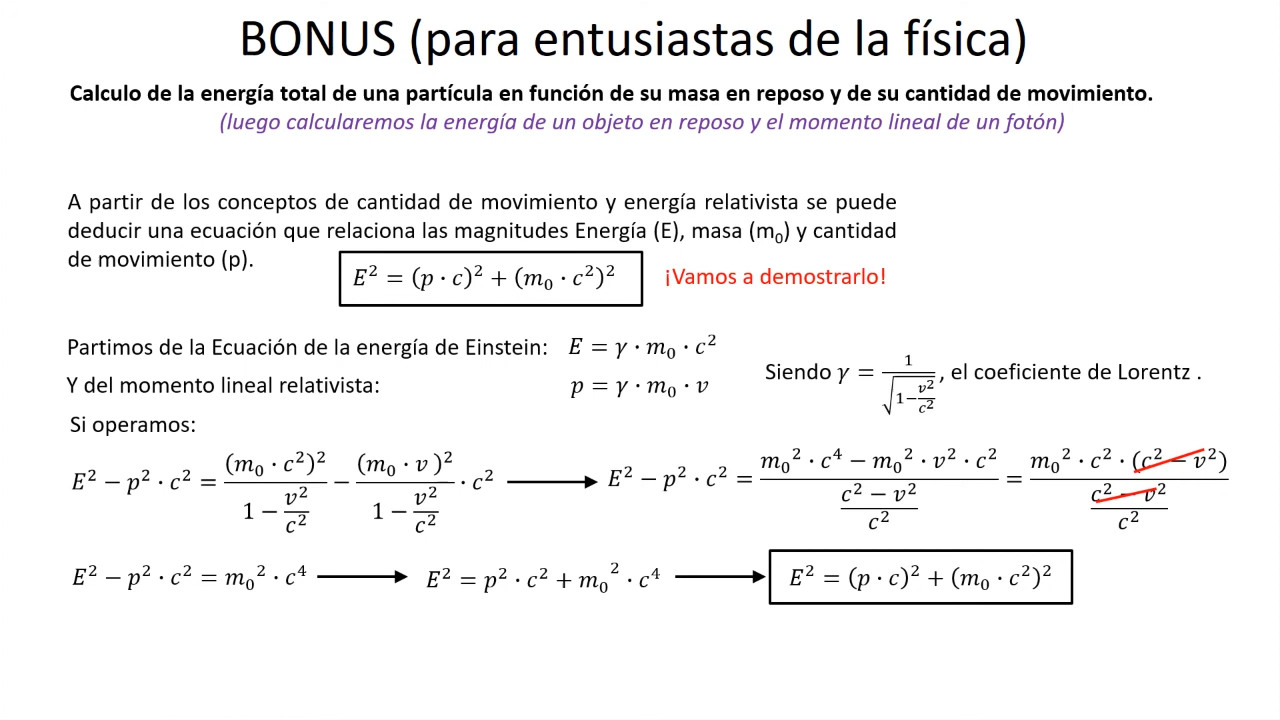 BONUS (para entusiastas de la física)
Calculo de la energía total de una partícula en función de su masa en reposo y de su cantidad de movimiento.
(luego calcularemos la energía de un objeto en reposo y el momento lineal de un fotón)
A partir de los conceptos de cantidad de movimiento y energía relativista se puede
deducir una ecuación que relaciona las magnitudes Energía (E), masa (m₀) y cantidad
de movimiento (p).
E² = (p · c)² + (m₀ · c²)²
¡Vamos a demostrarlo!
Partimos de la Ecuación de la energía de Einstein: E = γ · m₀ · c²
Y del momento lineal relativista: p = γ · m₀ · v
Siendo γ = 1/√(1−v²/c²), el coeficiente de Lorentz .
Si operamos:
E² − p² · c² = (m₀ · c²)²/(1 − v²/c²) − (m₀ · v )²/(1 − v²/c²) · c² ⟶ E² − p² · c² = (m₀² · c⁴ − m₀² · v² · c²)/((c² − v²)/c²) = (m₀² · c² · (c² − v²))/((c² − v²)/c²)
E² − p² · c² = m₀² · c⁴ ⟶ E² = p² · c² + m₀² · c⁴ ⟶ E² = (p · c)² + (m₀ · c²)²